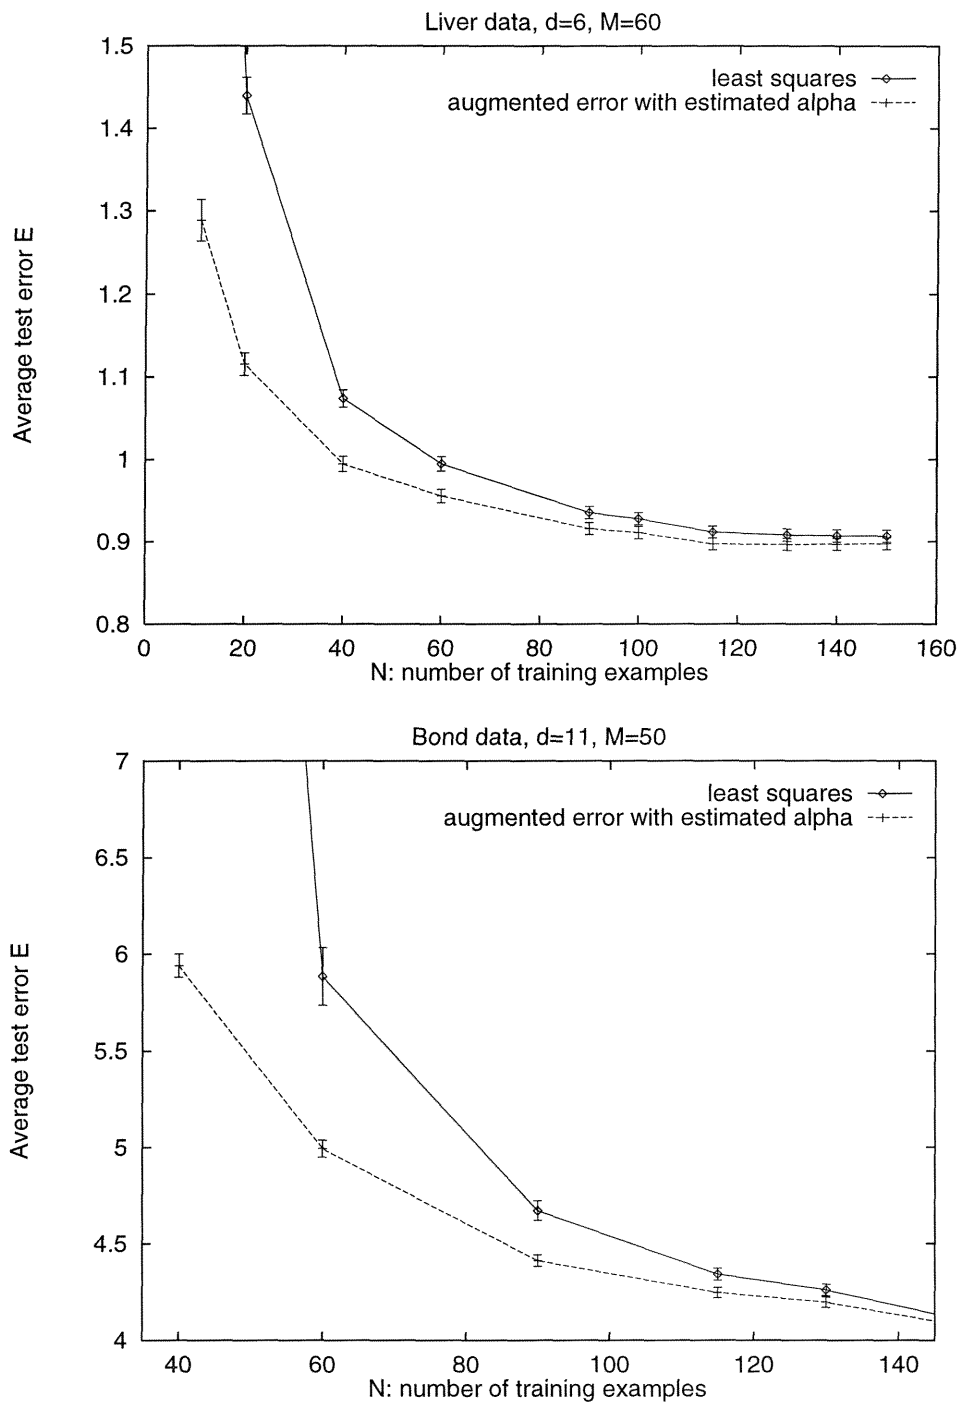 Liver data, d=6, M=60
1.5
least squares
augmented error with estimated alpha
1.4
1.3
1.2
1.1
1
0.9
0.8
Average test error E
0 20 40 60 80 100 120 140 160
N: number of training examples
Bond data, d=11, M=50
7
least squares
augmented error with estimated alpha
6.5
6
5.5
5
4.5
4
Average test error E
40 60 80 100 120 140
N: number of training examples